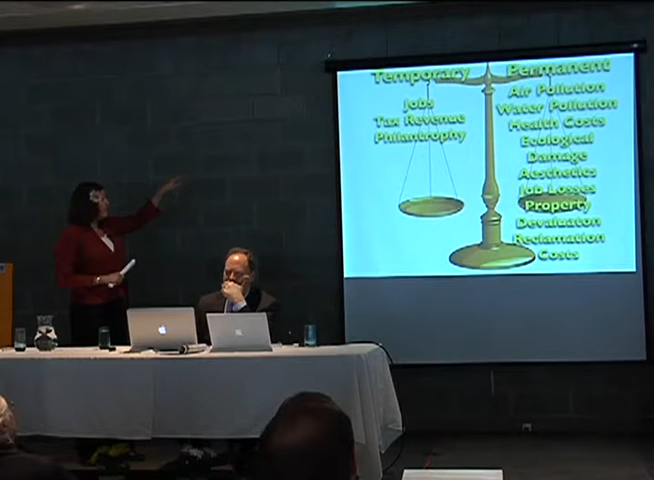 Temporary
Jobs
Tax Revenue
Philanthropy
Permanent
Air Pollution
Water Pollution
Health Costs
Ecological
Damage
Aesthetics
Job Losses
Property
Devaluaton
Reclamation
Costs